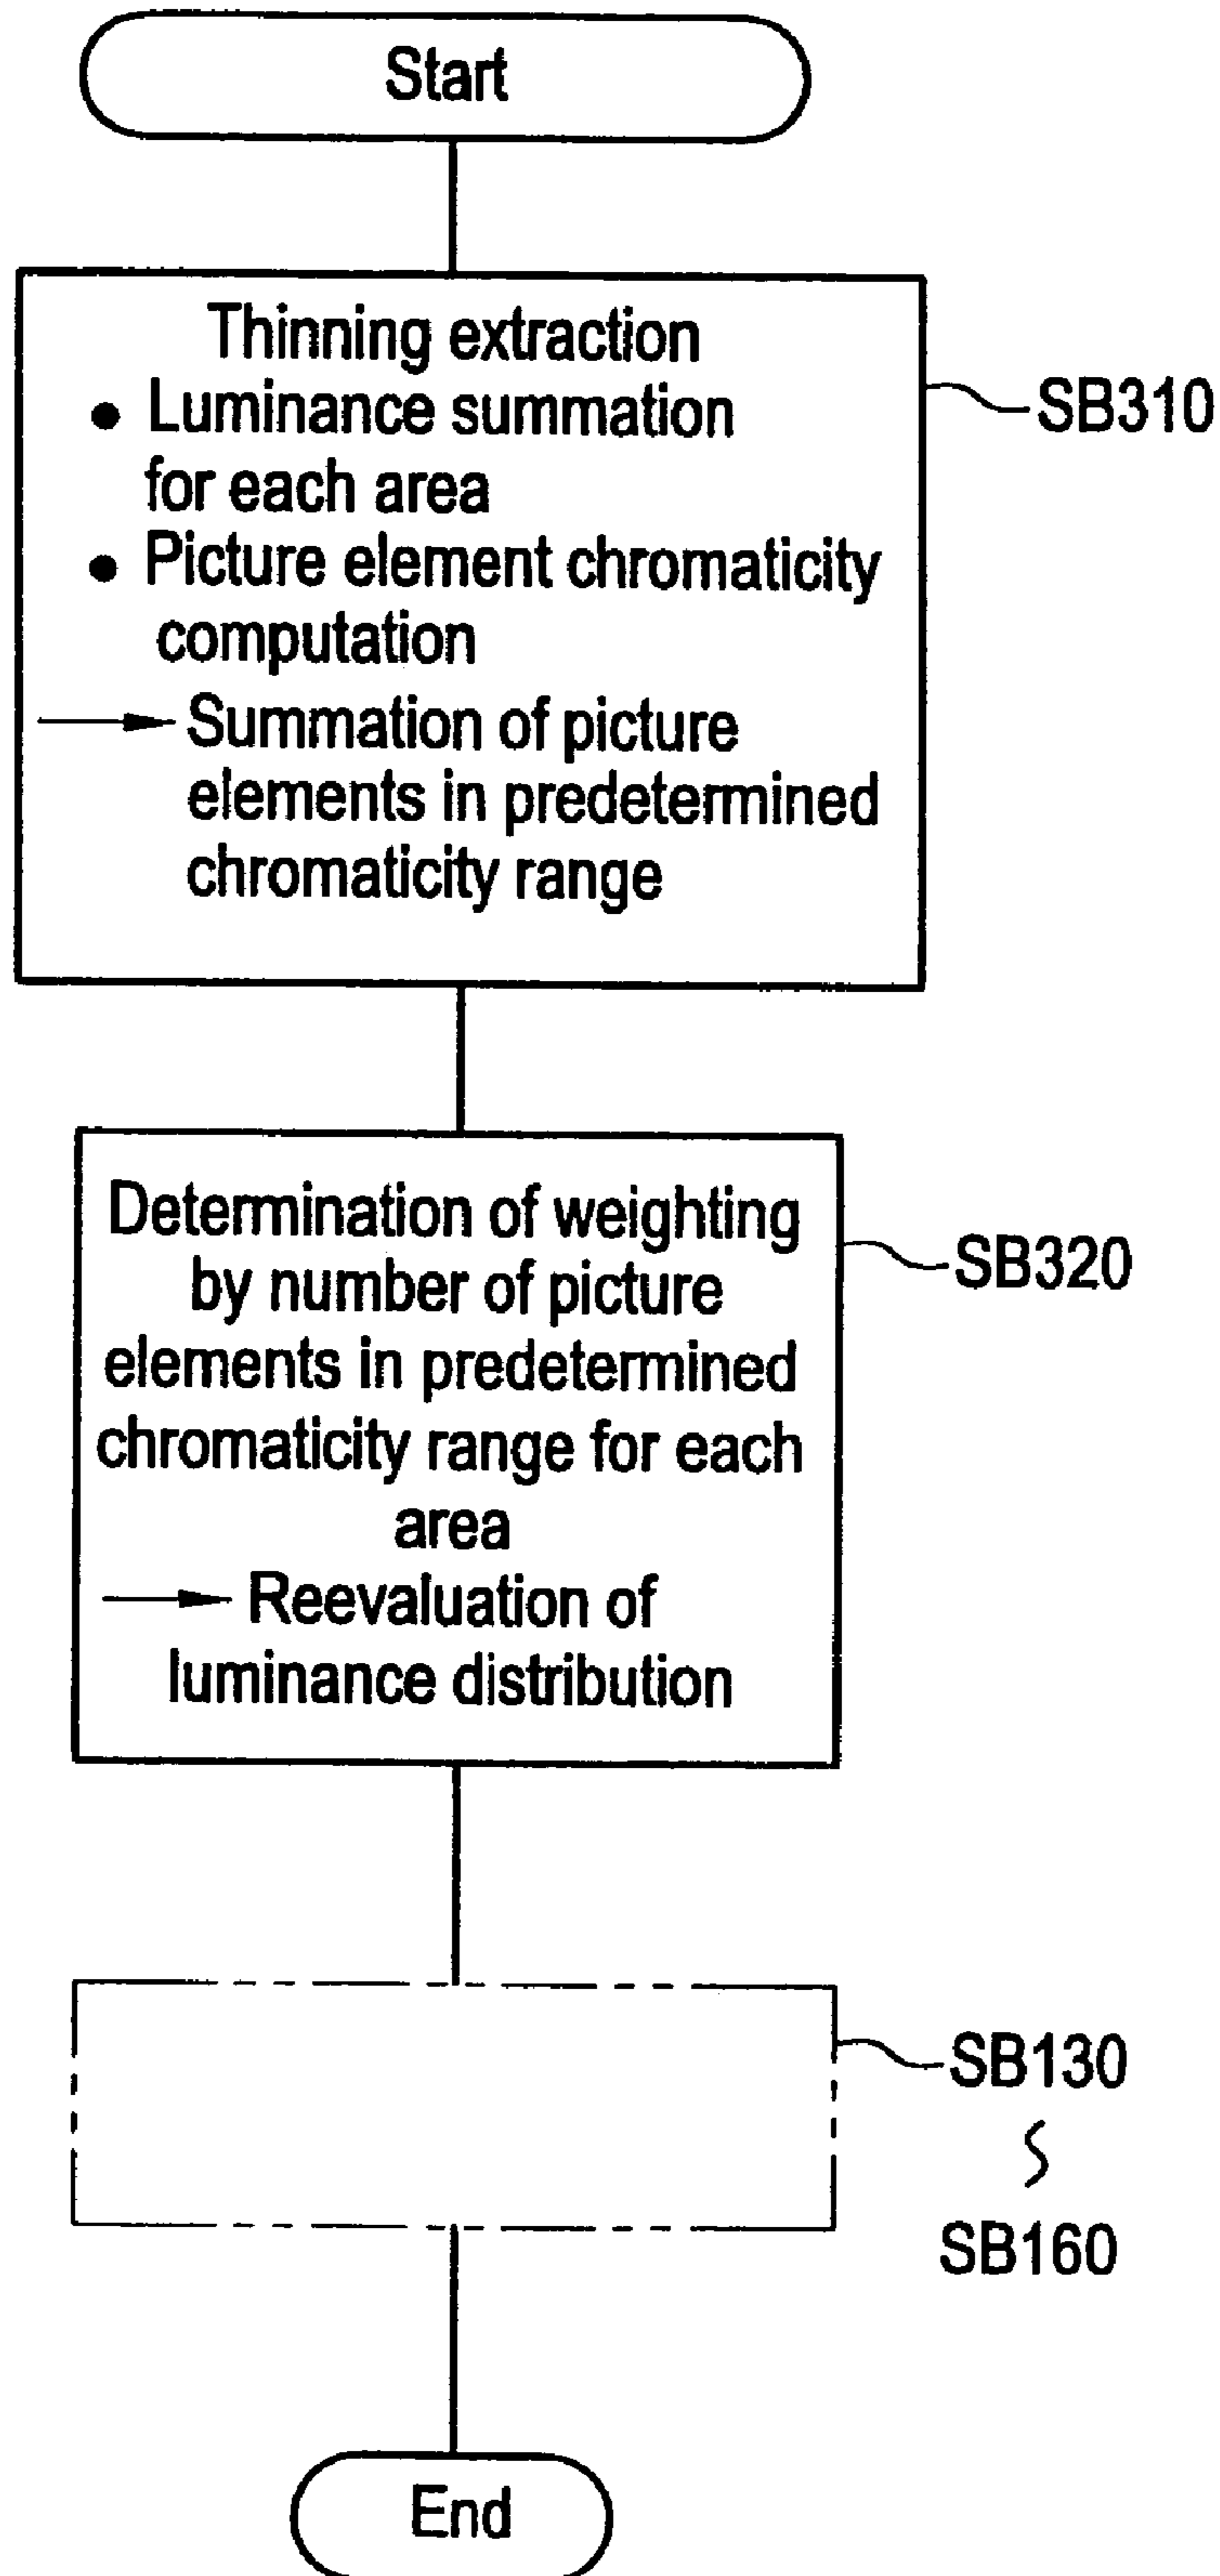 Start
Thinning extraction
● Luminance summation
for each area
● Picture element chromaticity
computation
→ Summation of picture
elements in predetermined
chromaticity range
SB310
Determination of weighting
by number of picture
elements in predetermined
chromaticity range for each
area
→ Reevaluation of
luminance distribution
SB320
SB130
SB160
End